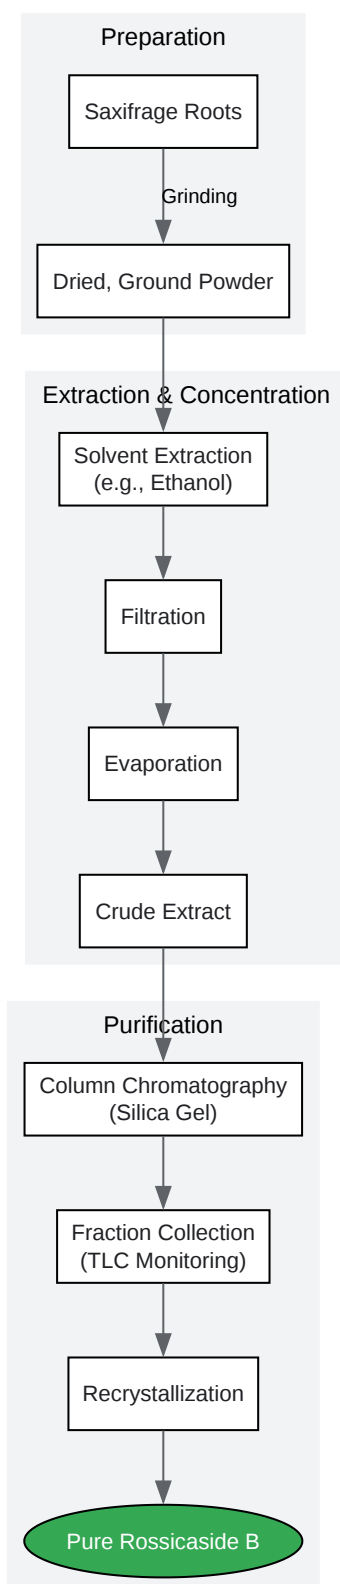 Preparation
Saxifrage Roots
Grinding
Dried, Ground Powder
Extraction & Concentration
Solvent Extraction
(e.g., Ethanol)
Filtration
Evaporation
Crude Extract
Purification
Column Chromatography
(Silica Gel)
Fraction Collection
(TLC Monitoring)
Recrystallization
Pure Rossicaside B